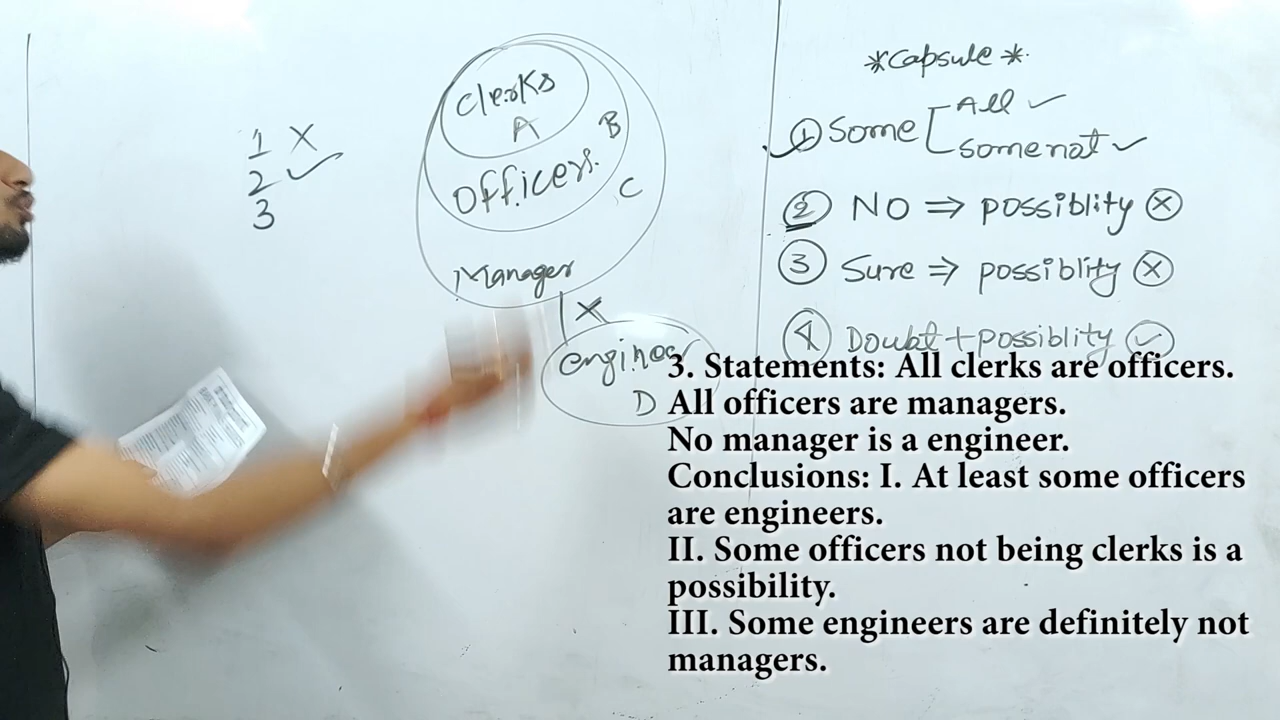 1 X
2 ✓
3
Clerks
A
B
Officers.
C
Manager
X
engineer
D
*Capsule*
① Some [ All ✓
Some not ✓
② NO ⇒ possiblity ⓧ
③ Sure ⇒ possiblity ⓧ
④ Doubt + possiblity ✓
3. Statements: All clerks are officers.
All officers are managers.
No manager is a engineer.
Conclusions: I. At least some officers
are engineers.
II. Some officers not being clerks is a
possibility.
III. Some engineers are definitely not
managers.